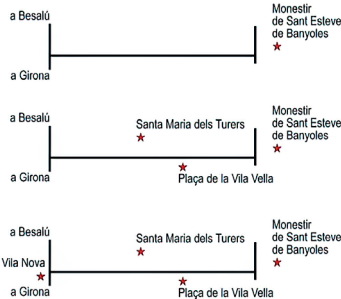 a Besalú
Monestir
de Sant Esteve
de Banyoles
a Girona
a Besalú
Santa Maria dels Turers
Monestir
de Sant Esteve
de Banyoles
a Girona
Plaça de la Vila Vella
a Besalú
Santa Maria dels Turers
Monestir
de Sant Esteve
de Banyoles
Vila Nova
a Girona
Plaça de la Vila Vella